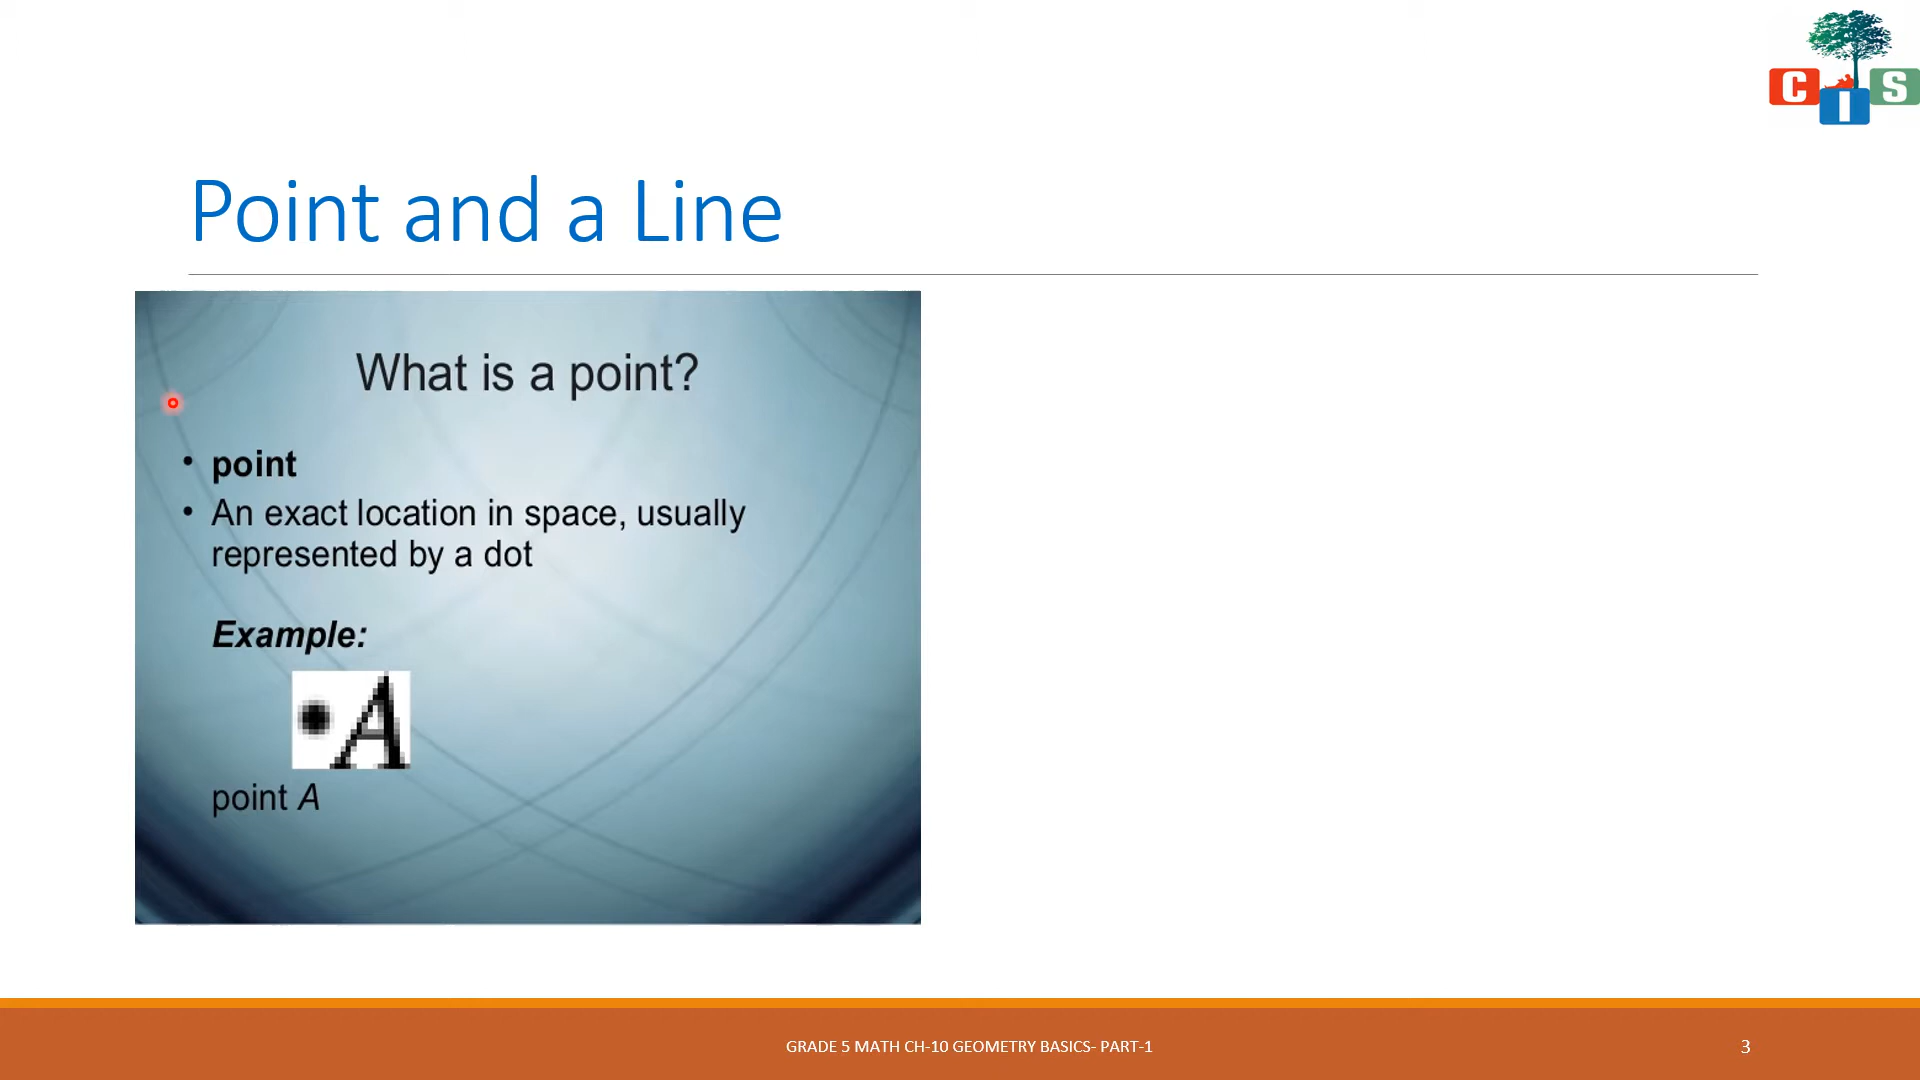 C I S
Point and a Line
What is a point?
• point
• An exact location in space, usually
represented by a dot
Example:
•A
point A
GRADE 5 MATH CH-10 GEOMETRY BASICS- PART-1
3